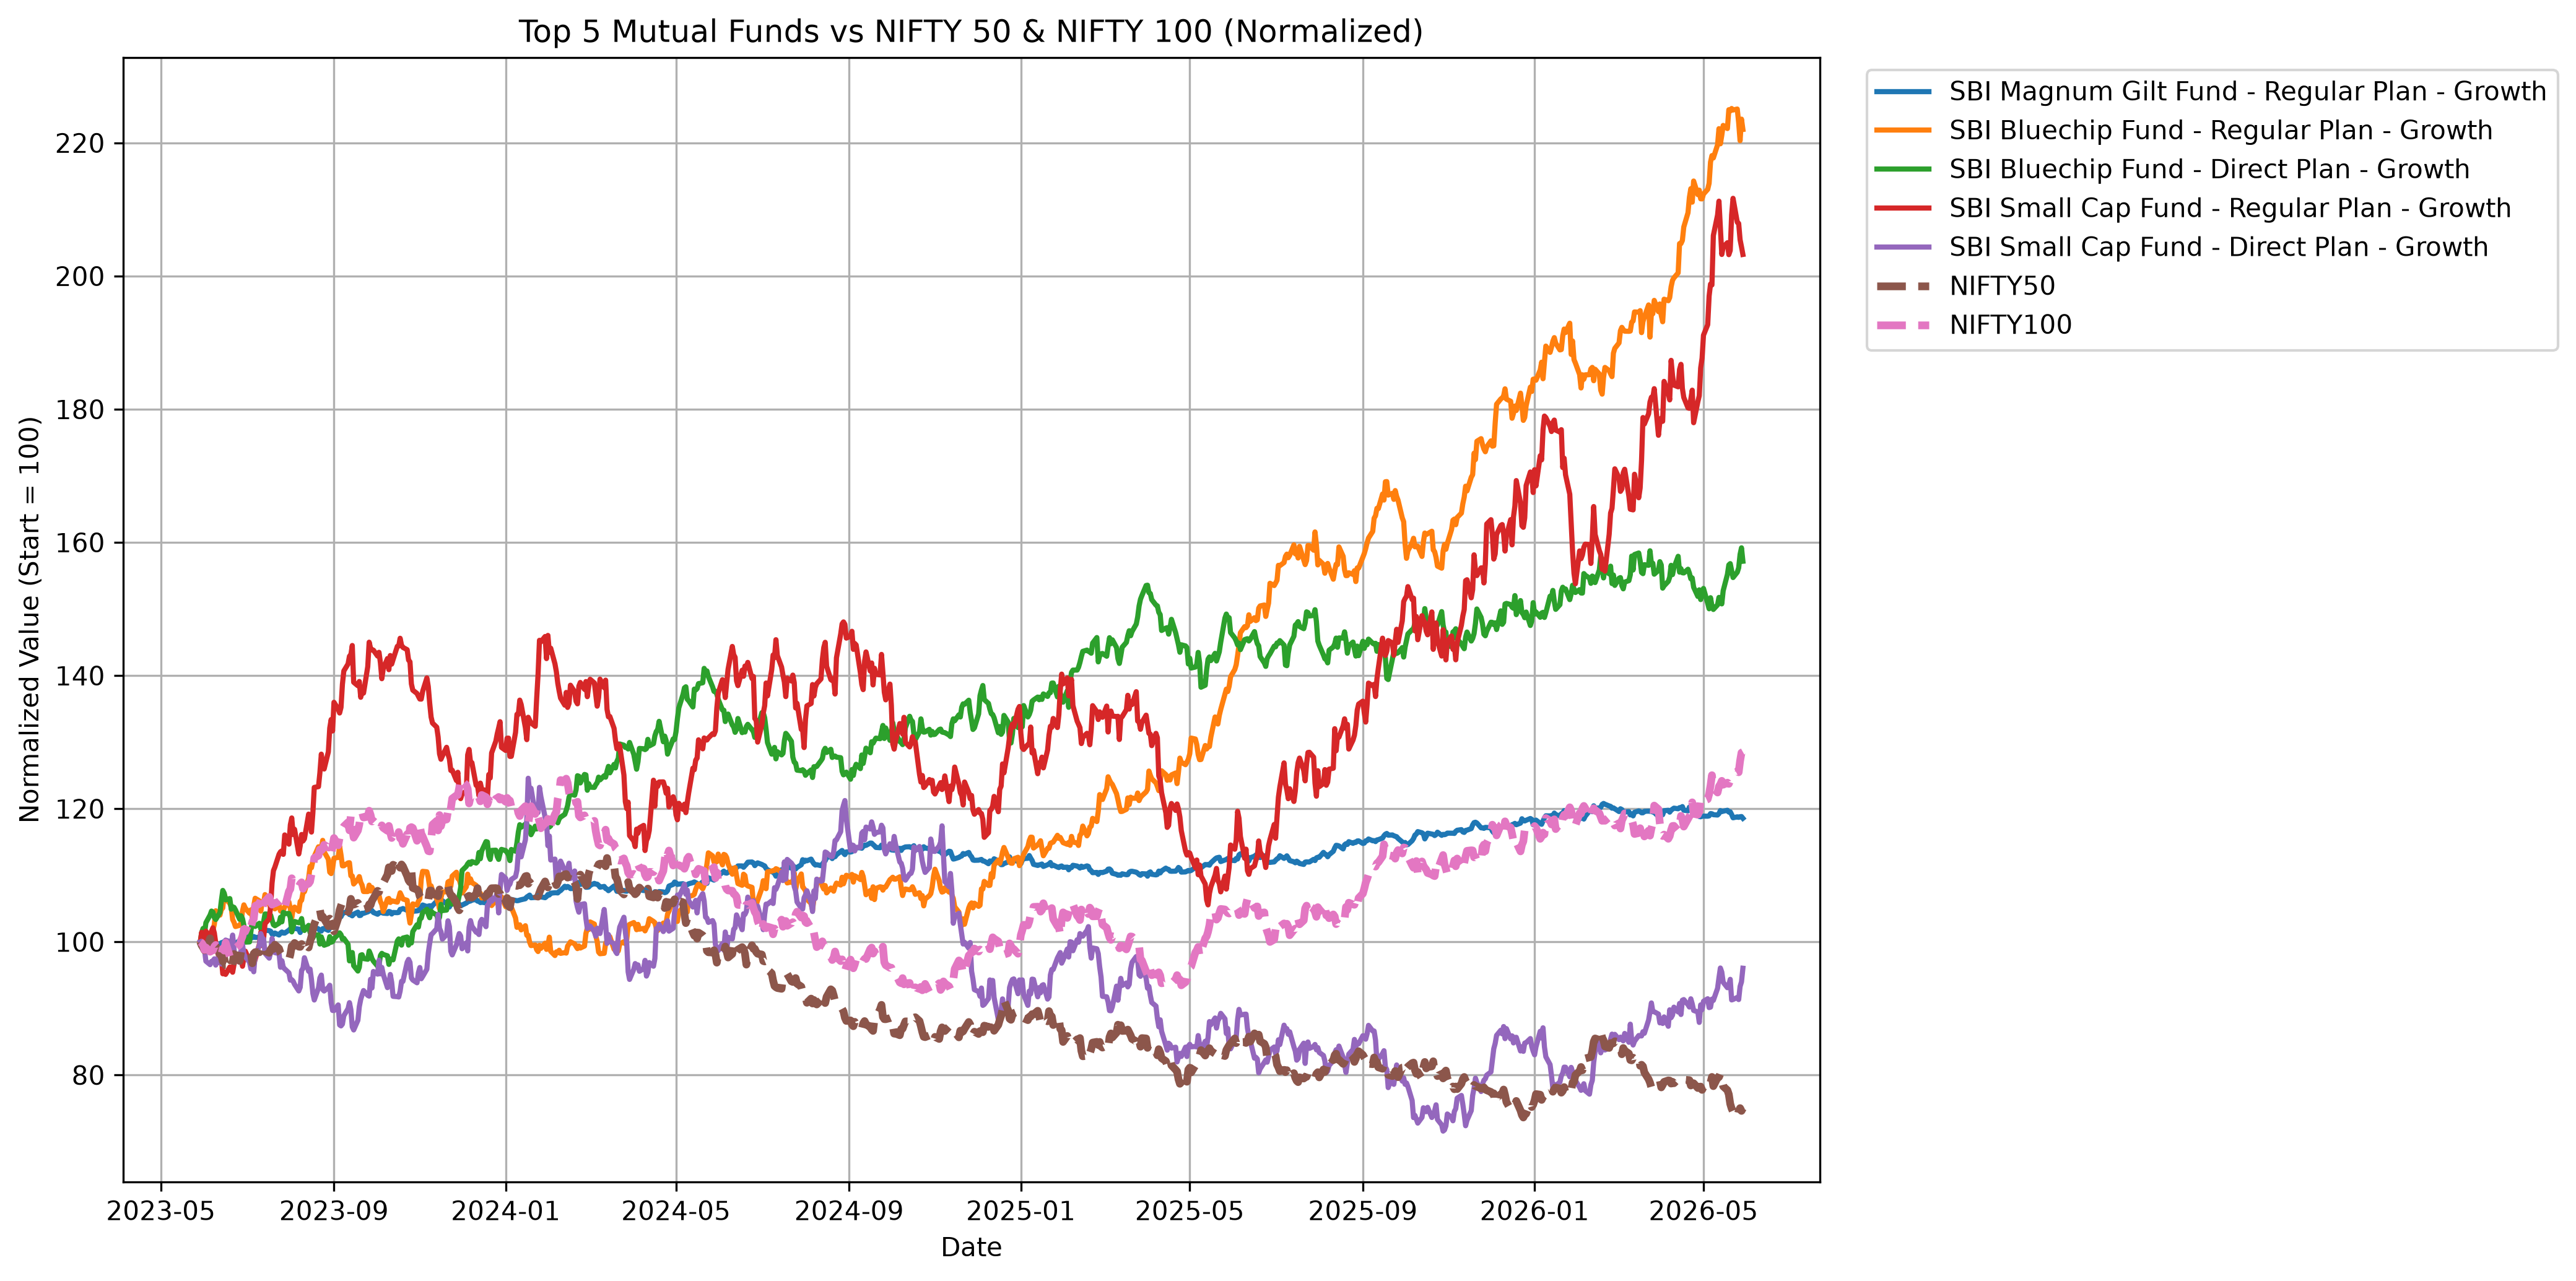 Top 5 Mutual Funds vs NIFTY 50 & NIFTY 100 (Normalized)
SBI Magnum Gilt Fund - Regular Plan - Growth
SBI Bluechip Fund - Regular Plan - Growth
SBI Bluechip Fund - Direct Plan - Growth
SBI Small Cap Fund - Regular Plan - Growth
SBI Small Cap Fund - Direct Plan - Growth
NIFTY50
NIFTY100
Normalized Value (Start = 100)
220
200
180
160
140
120
100
80
2023-05 2023-09 2024-01 2024-05 2024-09 2025-01 2025-05 2025-09 2026-01 2026-05
Date